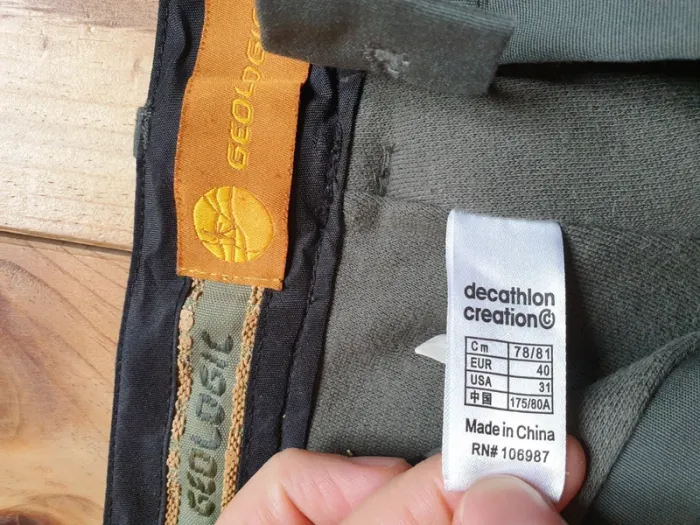 GEOLOGIC
GEOLOGIC
decathlon
creation©
Cm 78/81
EUR 40
USA 31
中国 175/80A
Made in China
RN# 106987